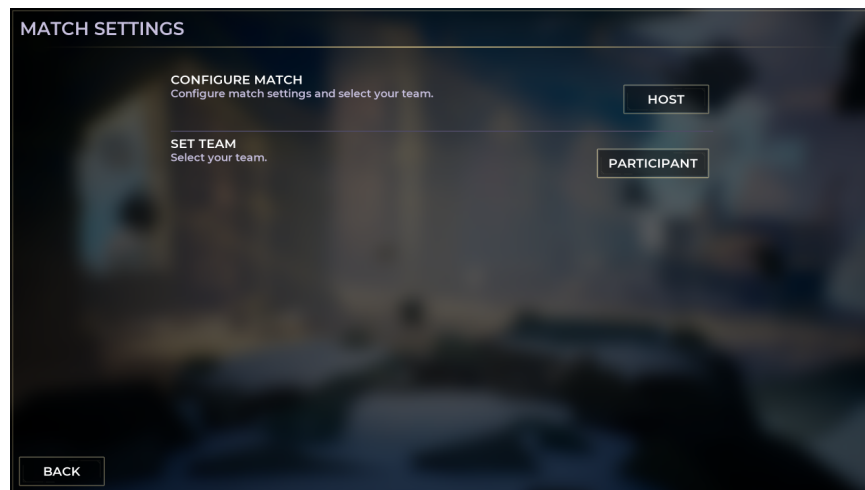 MATCH SETTINGS
CONFIGURE MATCH
Configure match settings and select your team.
HOST
SET TEAM
Select your team.
PARTICIPANT
BACK